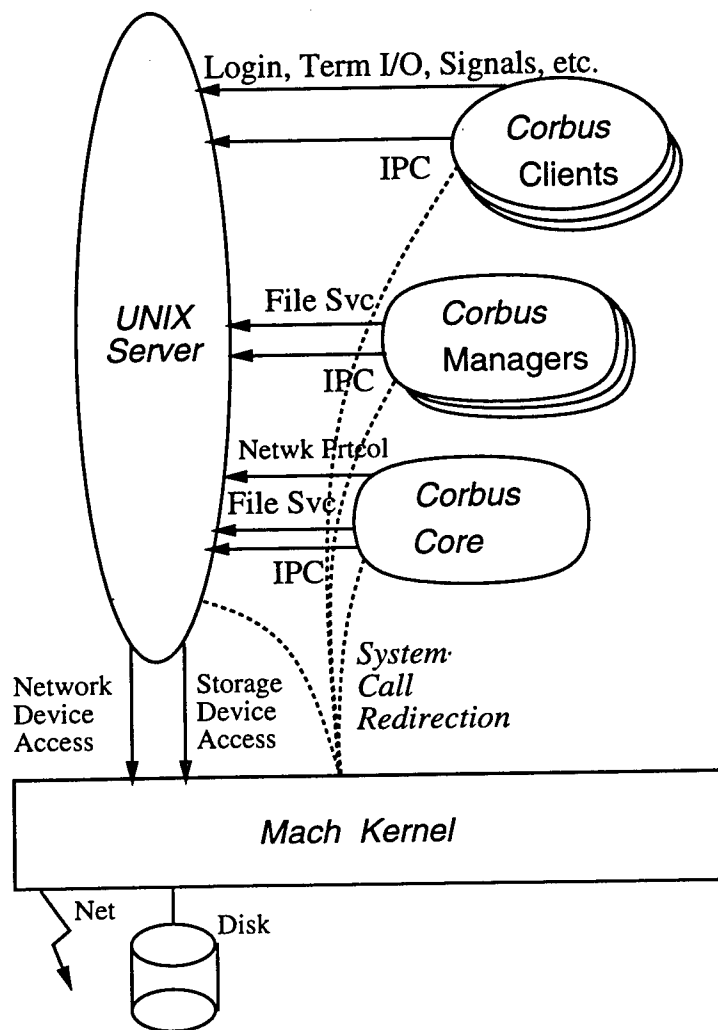 Login, Term I/O, Signals, etc.
Corbus
Clients
IPC
UNIX
Server
File Svc
Corbus
Managers
IPC
Netwk Prtcol
Corbus
Core
File Svc
IPC
System
Call
Redirection
Network
Device
Access
Storage
Device
Access
Mach Kernel
Net
Disk